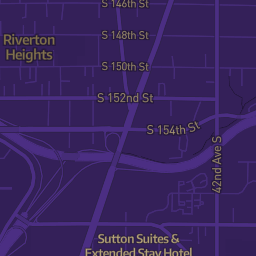 S 146th St
Riverton
Heights
S 148th St
S 150th St
S 152nd St
S 154th St
42nd Ave S
Sutton Suites &
Extended Stay Hotel